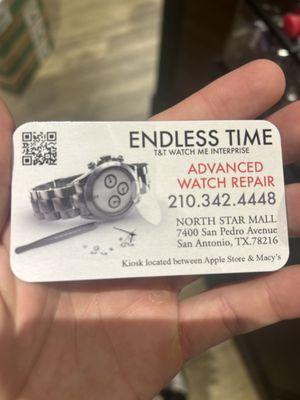 ENDLESS TIME
T&T WATCH ME INTERPRISE
ADVANCED
WATCH REPAIR
210.342.4448
NORTH STAR MALL
7400 San Pedro Avenue
San Antonio, TX.78216
Kiosk located between Apple Store & Macy's